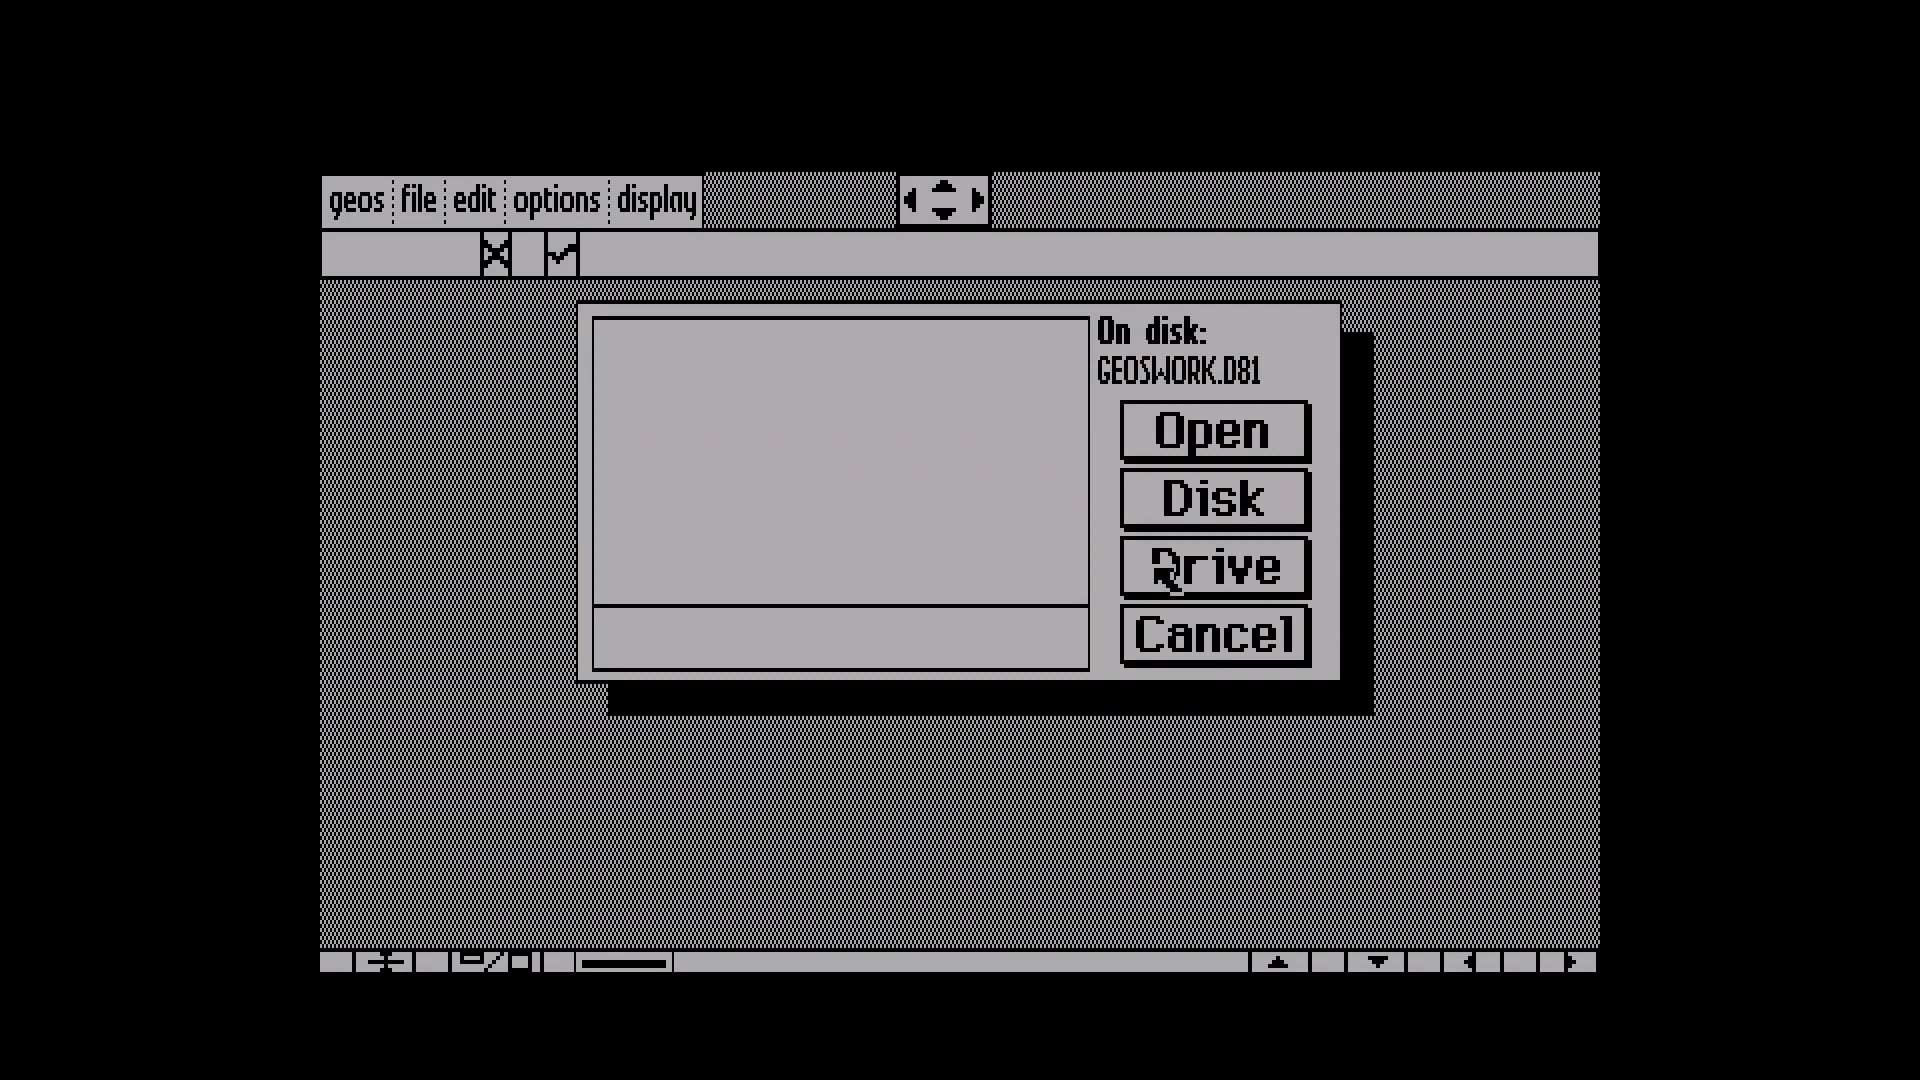 geos file edit options display
On disk:
GEOSWORK.D81
Open
Disk
Drive
Cancel